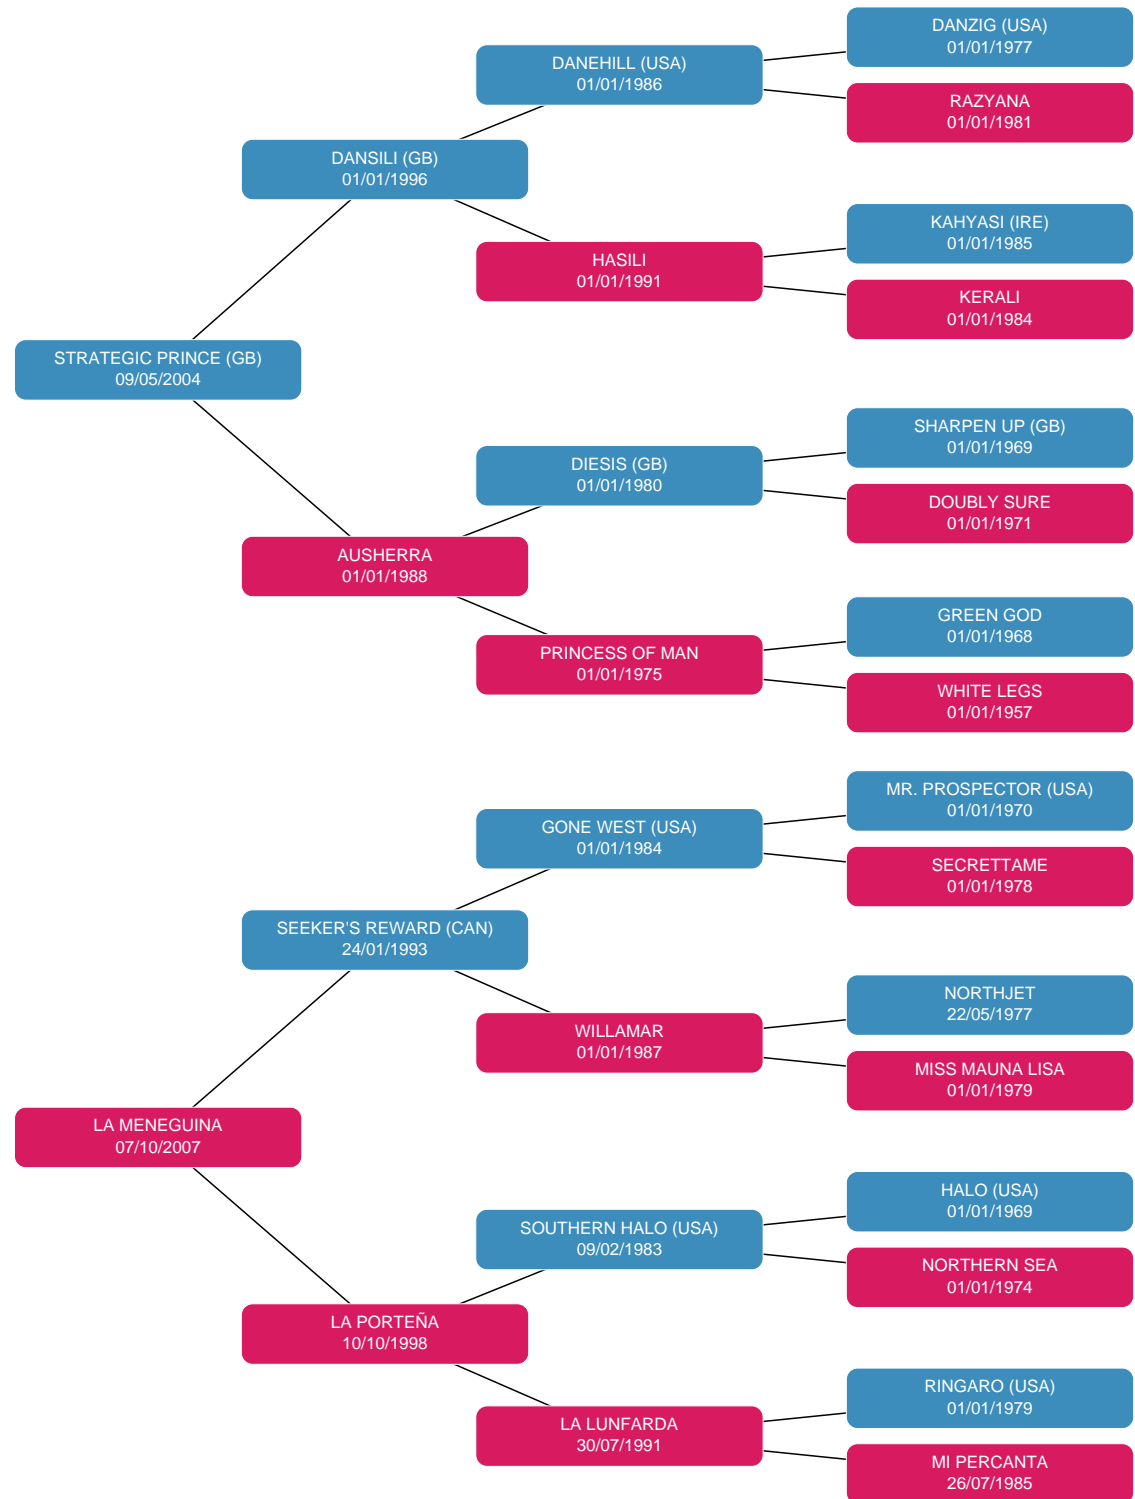 DANZIG (USA)
01/01/1977
DANEHILL (USA)
01/01/1986
RAZYANA
01/01/1981
DANSILI (GB)
01/01/1996
KAHYASI (IRE)
01/01/1985
HASILI
01/01/1991
KERALI
01/01/1984
STRATEGIC PRINCE (GB)
09/05/2004
SHARPEN UP (GB)
01/01/1969
DIESIS (GB)
01/01/1980
DOUBLY SURE
01/01/1971
AUSHERRA
01/01/1988
GREEN GOD
01/01/1968
PRINCESS OF MAN
01/01/1975
WHITE LEGS
01/01/1957
MR. PROSPECTOR (USA)
01/01/1970
GONE WEST (USA)
01/01/1984
SECRETTAME
01/01/1978
SEEKER'S REWARD (CAN)
24/01/1993
NORTHJET
22/05/1977
WILLAMAR
01/01/1987
MISS MAUNA LISA
01/01/1979
LA MENEGUINA
07/10/2007
HALO (USA)
01/01/1969
SOUTHERN HALO (USA)
09/02/1983
NORTHERN SEA
01/01/1974
LA PORTEÑA
10/10/1998
RINGARO (USA)
01/01/1979
LA LUNFARDA
30/07/1991
MI PERCANTA
26/07/1985